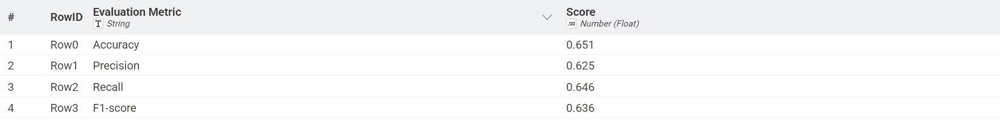 # RowID Evaluation Metric Score
T String .00 Number (Float)
1 Row0 Accuracy 0.651
2 Row1 Precision 0.625
3 Row2 Recall 0.646
4 Row3 F1-score 0.636